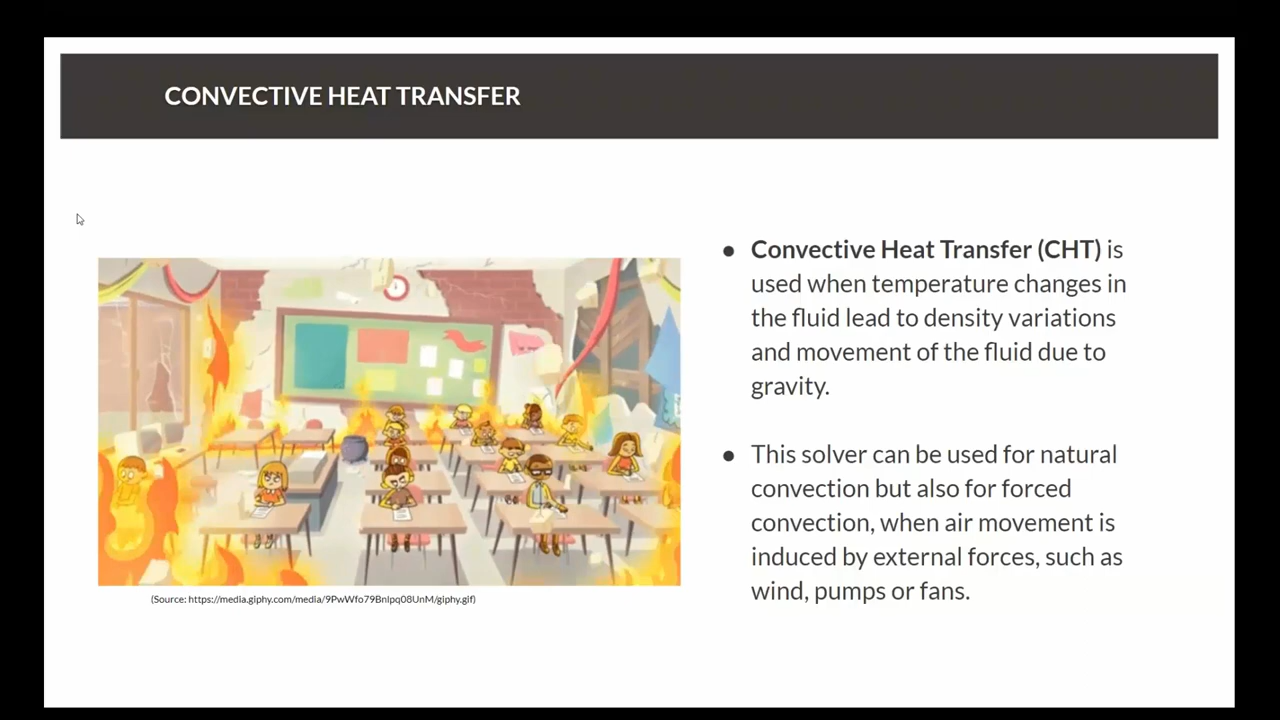 CONVECTIVE HEAT TRANSFER
● Convective Heat Transfer (CHT) is
used when temperature changes in
the fluid lead to density variations
and movement of the fluid due to
gravity.
● This solver can be used for natural
convection but also for forced
convection, when air movement is
induced by external forces, such as
wind, pumps or fans.
(Source: https://media.giphy.com/media/9PwWfo79BnIpq08UnM/giphy.gif)